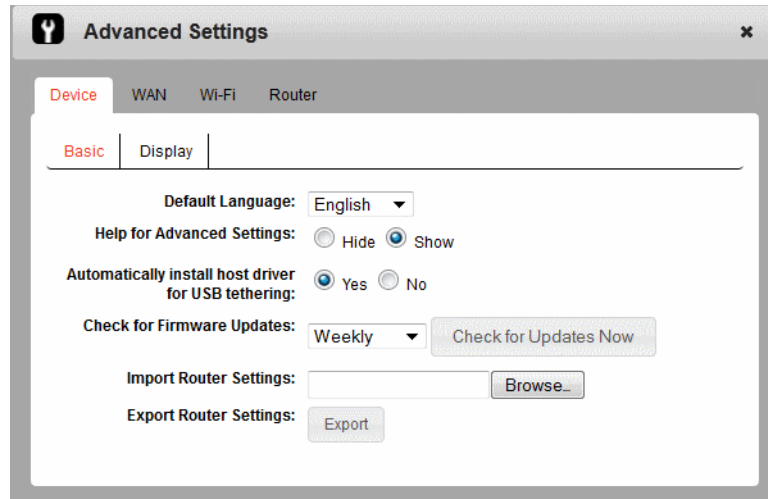 Advanced Settings
Device WAN Wi-Fi Router
Basic Display
Default Language: English
Help for Advanced Settings: Hide Show
Automatically install host driver
for USB tethering: Yes No
Check for Firmware Updates: Weekly Check for Updates Now
Import Router Settings: Browse...
Export Router Settings: Export